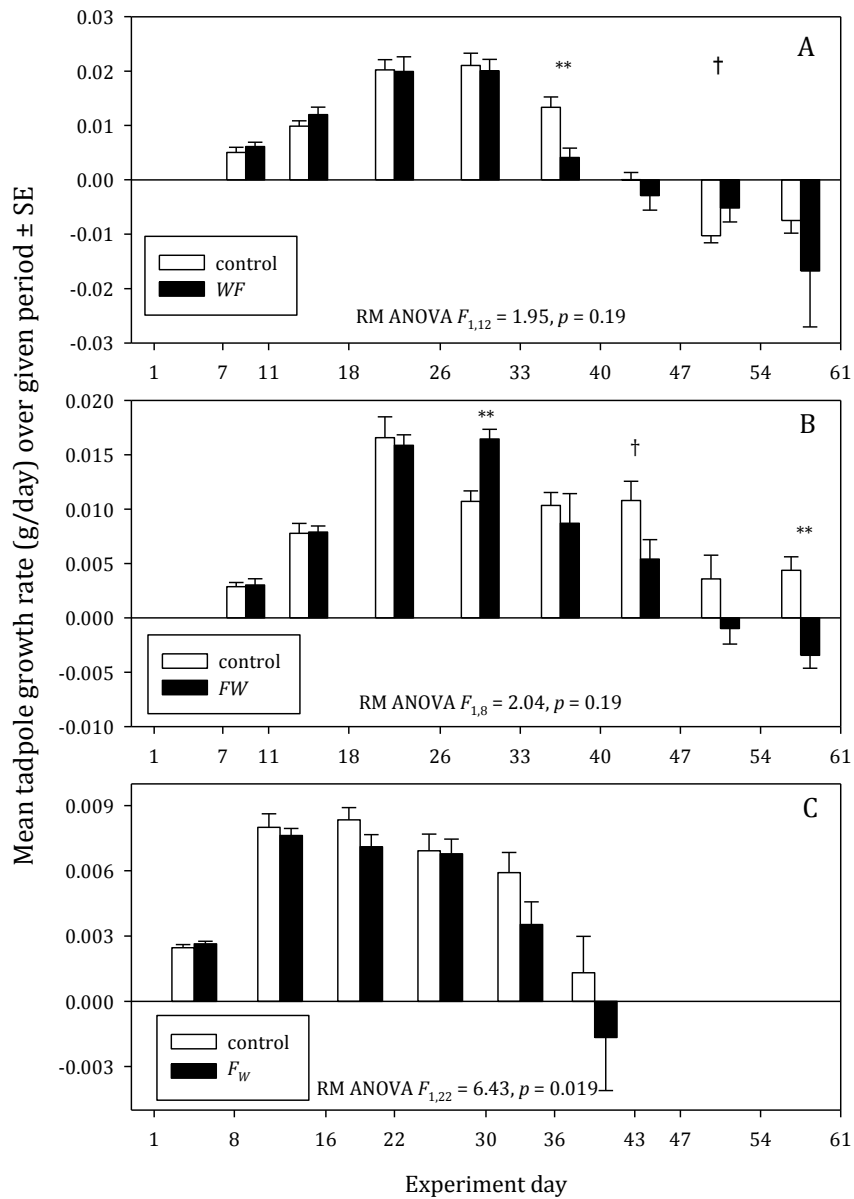 Mean tadpole growth rate (g/day) over given period ± SE
A
0.03
0.02
0.01
0.00
-0.01
-0.02
-0.03
**
†
control
WF
RM ANOVA F1,12 = 1.95, p = 0.19
1 7 11 18 26 33 40 47 54 61
B
0.020
0.015
0.010
0.005
0.000
-0.005
-0.010
**
†
**
control
FW
RM ANOVA F1,8 = 2.04, p = 0.19
1 7 11 18 26 33 40 47 54 61
C
0.009
0.006
0.003
0.000
-0.003
control
FW
RM ANOVA F1,22 = 6.43, p = 0.019
1 8 16 22 30 36 43 47 54 61
Experiment day